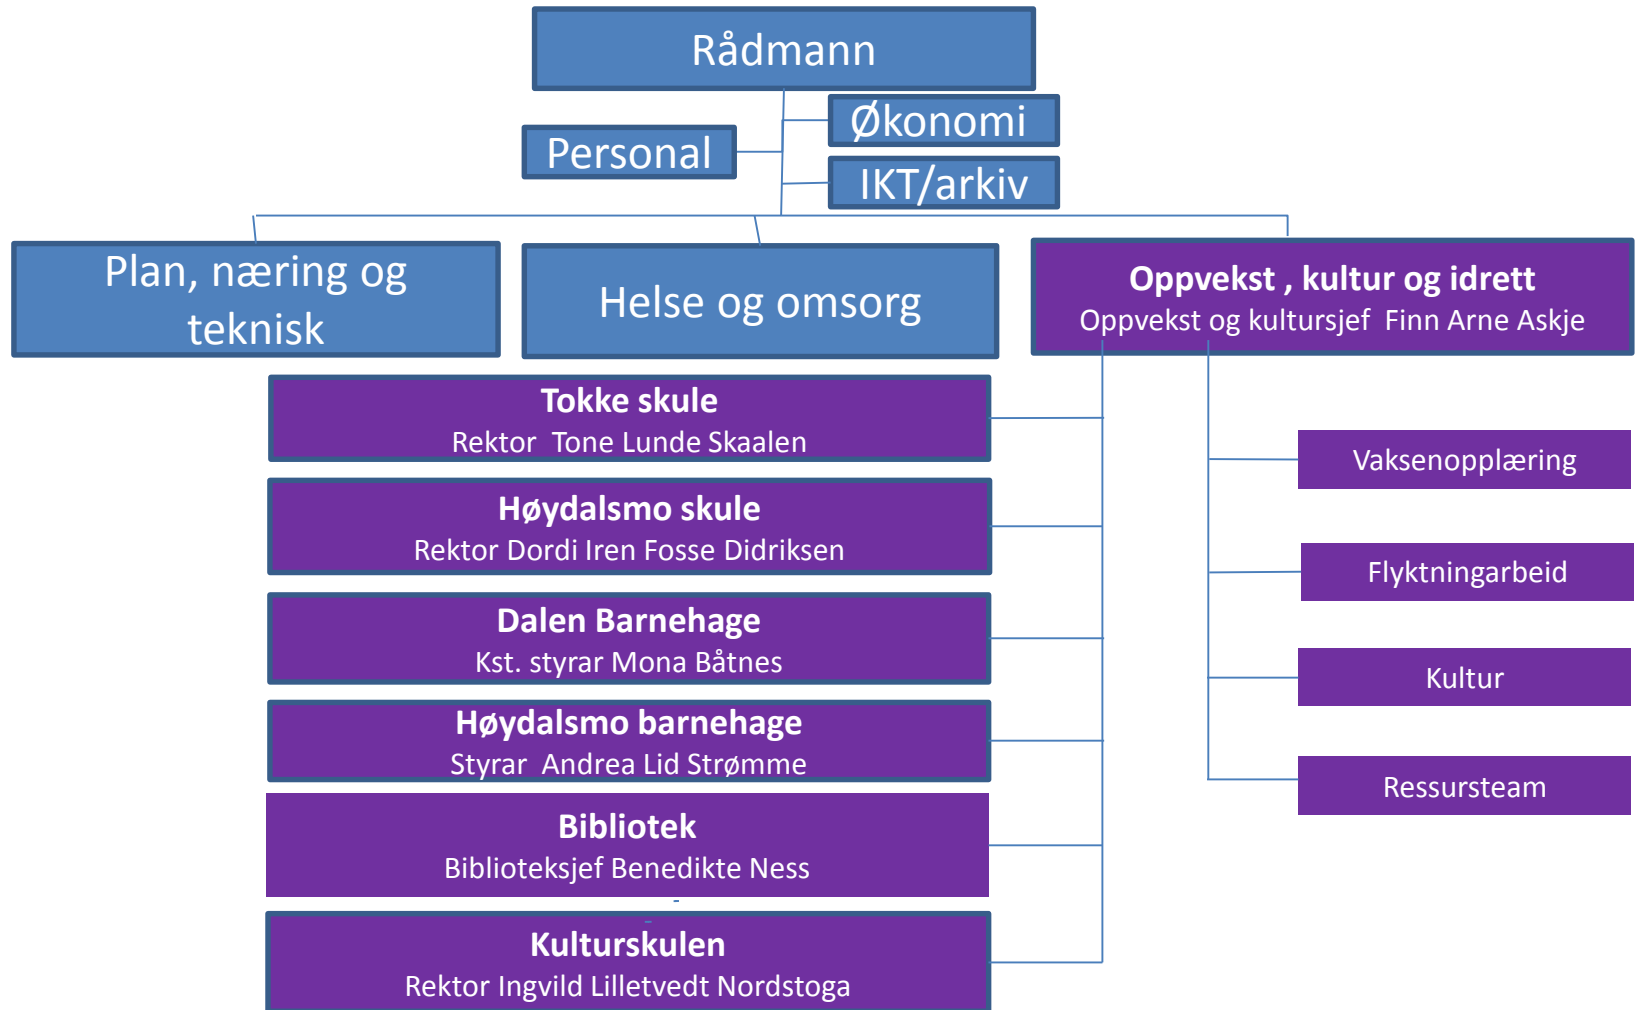 Rådmann
Økonomi
Personal
IKT/arkiv
Plan, næring og
teknisk
Helse og omsorg
Oppvekst , kultur og idrett
Oppvekst og kultursjef Finn Arne Askje
Tokke skule
Rektor Tone Lunde Skaalen
Høydalsmo skule
Rektor Dordi Iren Fosse Didriksen
Dalen Barnehage
Kst. styrar Mona Båtnes
Høydalsmo barnehage
Styrar Andrea Lid Strømme
Bibliotek
Biblioteksjef Benedikte Ness
Kulturskulen
Rektor Ingvild Lilletvedt Nordstoga
Vaksenopplæring
Flyktningarbeid
Kultur
Ressursteam